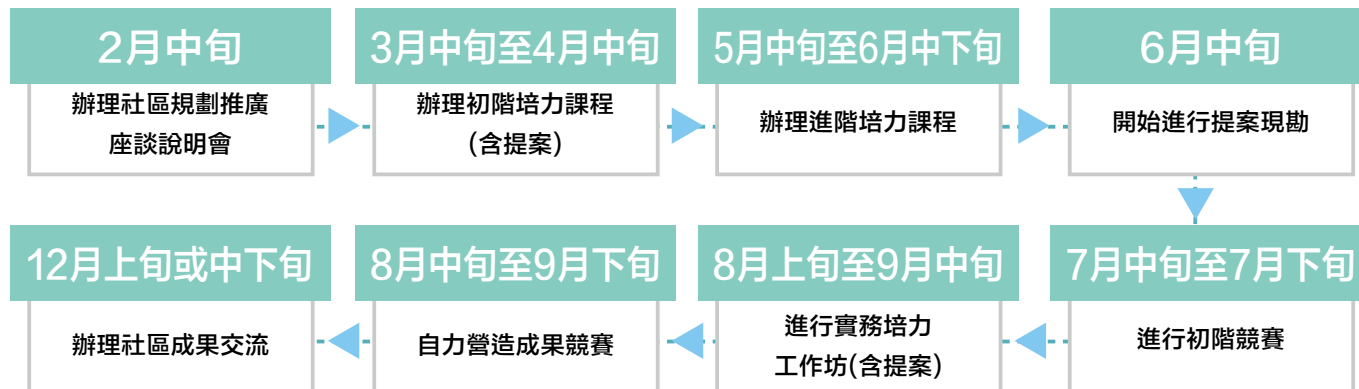 2月中旬
辦理社區規劃推廣
座談說明會
3月中旬至4月中旬
辦理初階培力課程
(含提案)
5月中旬至6月中下旬
辦理進階培力課程
6月中旬
開始進行提案現勘
7月中旬至7月下旬
進行初階競賽
8月上旬至9月中旬
進行實務培力
工作坊(含提案)
8月中旬至9月下旬
自力營造成果競賽
12月上旬或中下旬
辦理社區成果交流